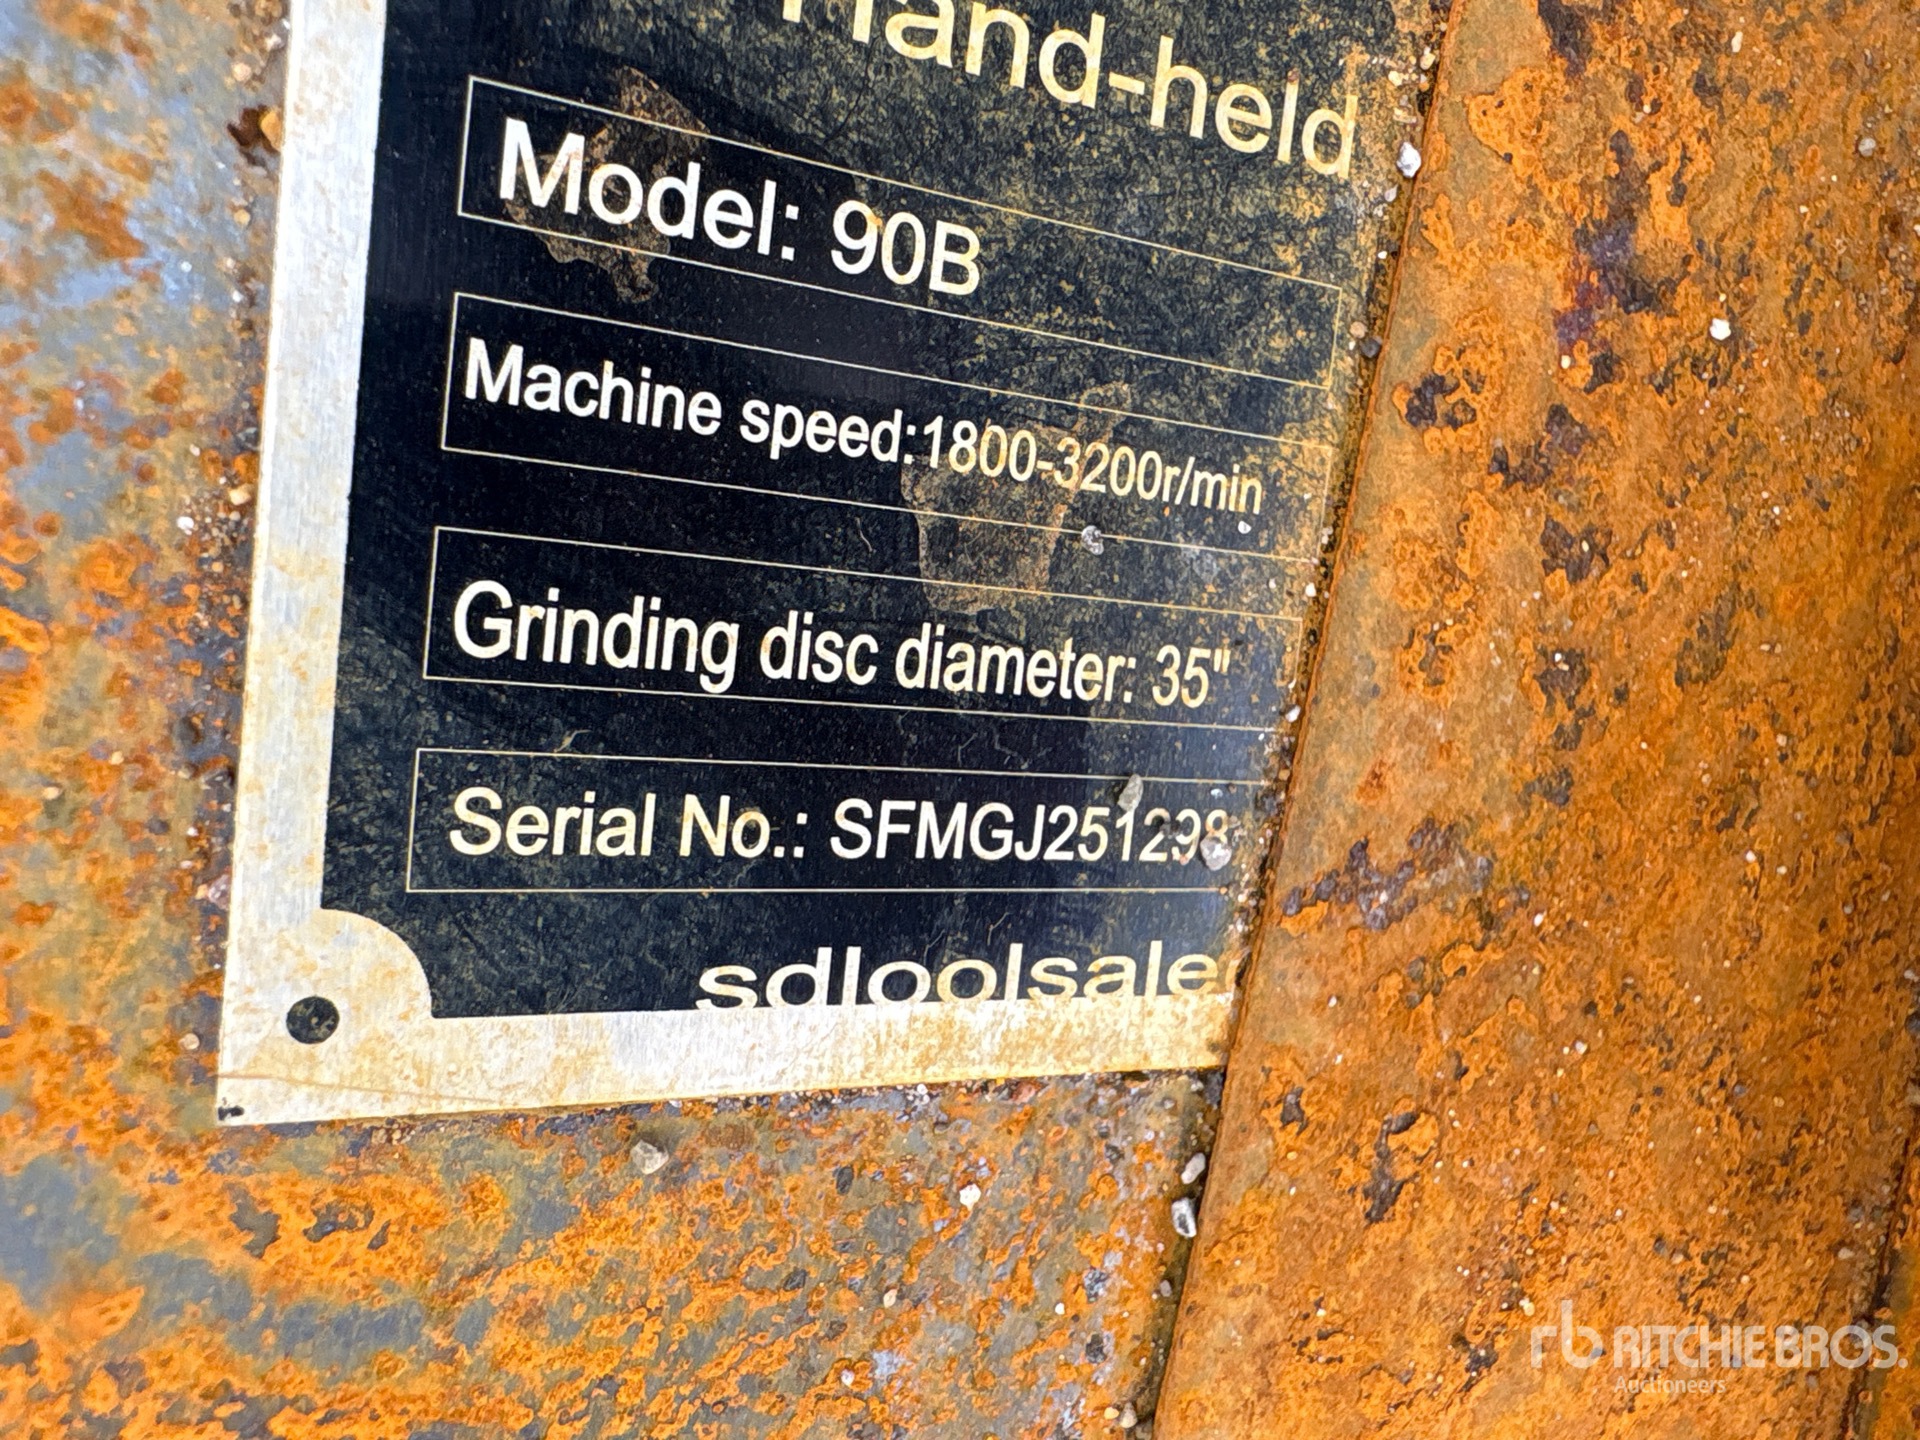 Hand-held
Model: 90B
Machine speed:1800-3200r/min
Grinding disc diameter: 35"
Serial No.: SFMGJ251298
rb RITCHIE BROS.
Auctioneers